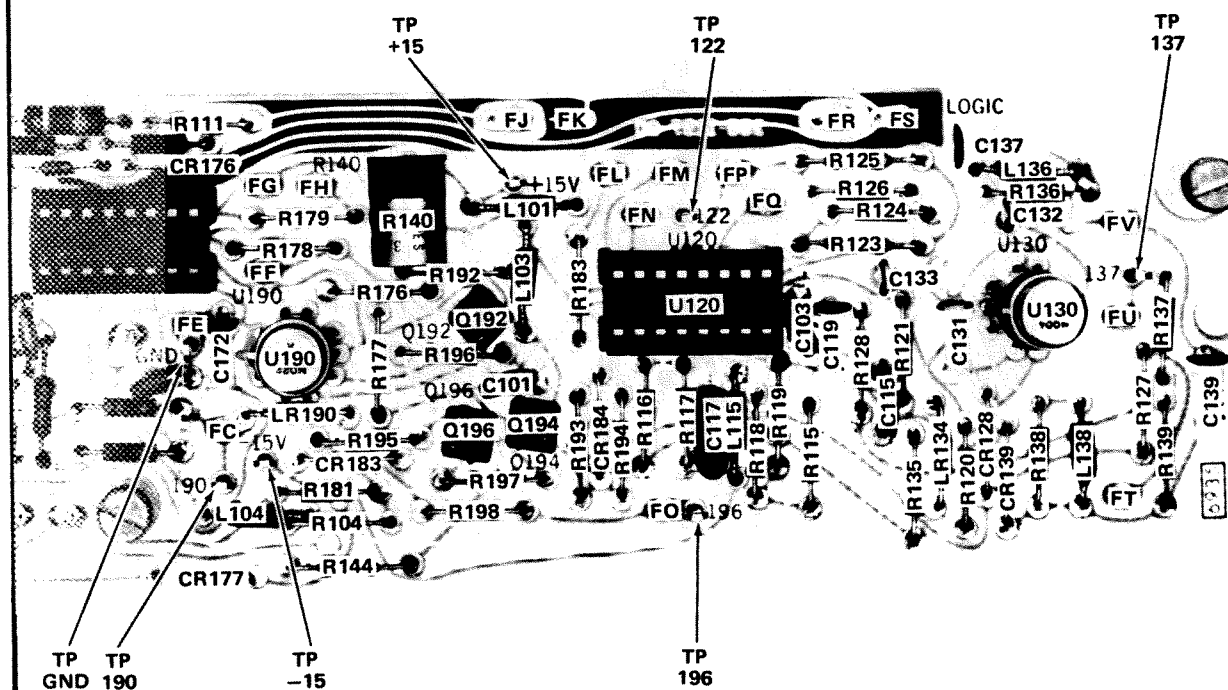 TP
+15
TP
122
TP
137
R111
FJ
FK
FR
FS
LOGIC
CR176
R140
FG
FH
+15V
FL
FM
FP
R125
C137
L136
R126
R136
R179
R140
L101
FN
122
FQ
R124
C132
FV
R178
U120
R123
U130
FF
R192
L103
R183
C133
137
U190
R176
U120
U130
FU
R137
FE
Q192
Q192
C103
C119
R121
C131
GND
C172
U190
R177
R196
R128
C139
Q196
C101
C115
R127
LR190
R193
CR184
R194
R116
R117
C117
L115
R118
R119
R115
FC
-15V
R195
Q196
Q194
R135
LR134
R120
CR128
CR139
R138
L138
R139
CR183
Q194
190
R181
R197
FT
L104
R104
R198
FO
196
R144
CR177
TP
GND
TP
190
TP
–15
TP
196